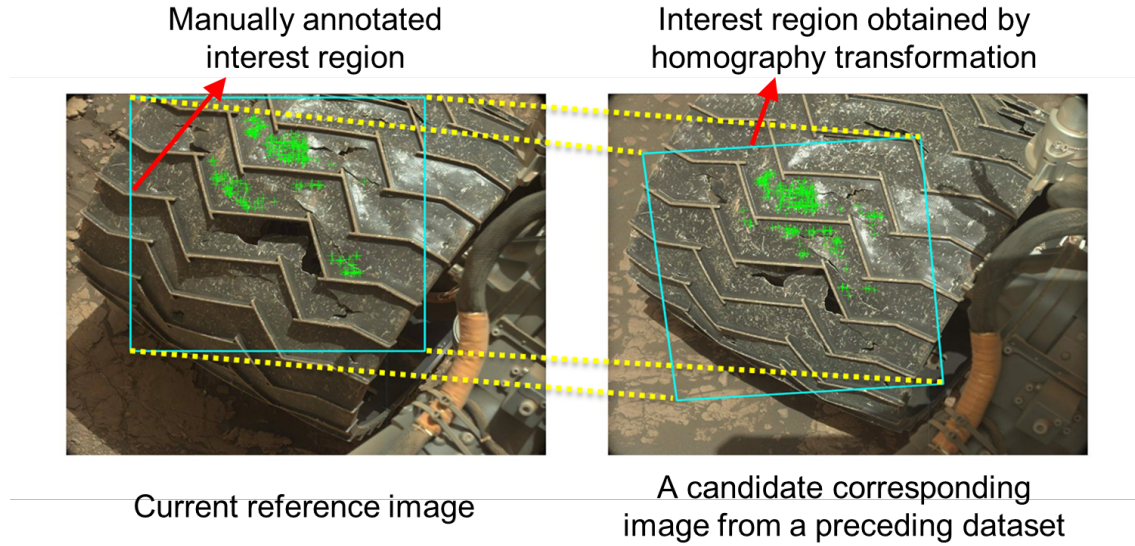 Manually annotated
interest region
Interest region obtained by
homography transformation
Current reference image
A candidate corresponding
image from a preceding dataset